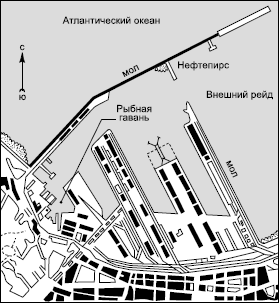 Атлантический океан
С
Ю
мол
Нефтепирс
Внешний рейд
Рыбная
гавань
мол